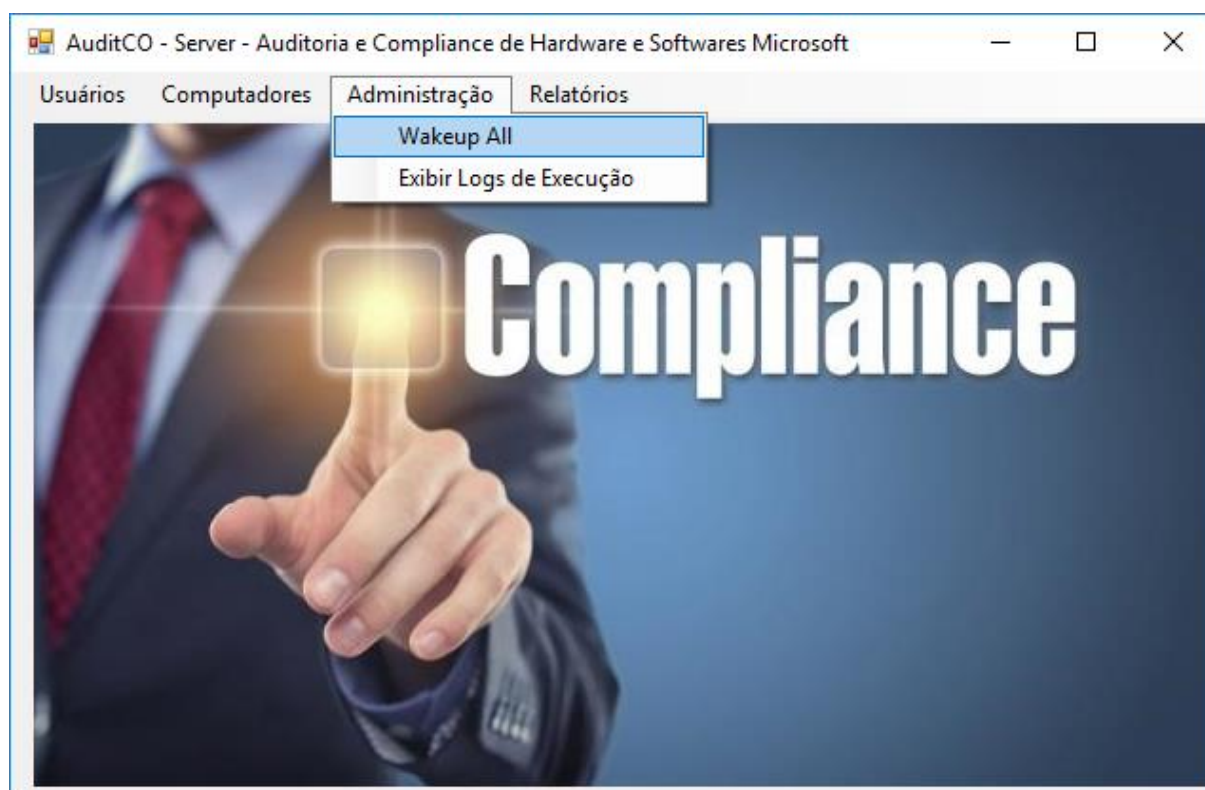 AuditCO - Server - Auditoria e Compliance de Hardware e Softwares Microsoft
Usuários Computadores Administração Relatórios
Wakeup All
Exibir Logs de Execução
Compliance